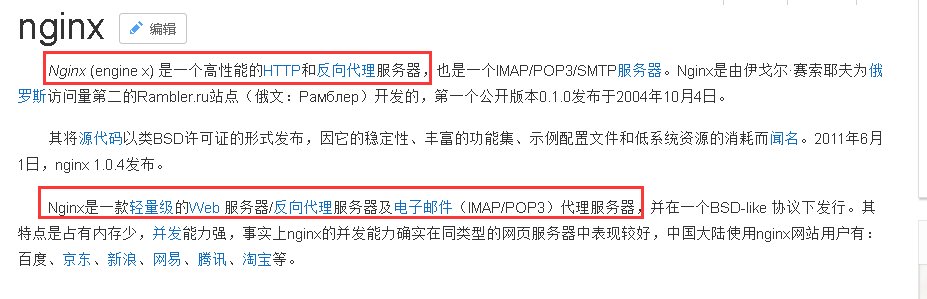 nginx 编辑
Nginx (engine x) 是一个高性能的HTTP和反向代理服务器，也是一个IMAP/POP3/SMTP服务器。Nginx是由伊戈尔·赛索耶夫为俄
罗斯访问量第二的Rambler.ru站点（俄文：Рамблер）开发的，第一个公开版本0.1.0发布于2004年10月4日。
其将源代码以类BSD许可证的形式发布，因它的稳定性、丰富的功能集、示例配置文件和低系统资源的消耗而闻名。2011年6月
1日，nginx 1.0.4发布。
Nginx是一款轻量级的Web 服务器/反向代理服务器及电子邮件（IMAP/POP3）代理服务器，并在一个BSD-like 协议下发行。其
特点是占有内存少，并发能力强，事实上nginx的并发能力确实在同类型的网页服务器中表现较好，中国大陆使用nginx网站用户有：
百度、京东、新浪、网易、腾讯、淘宝等。